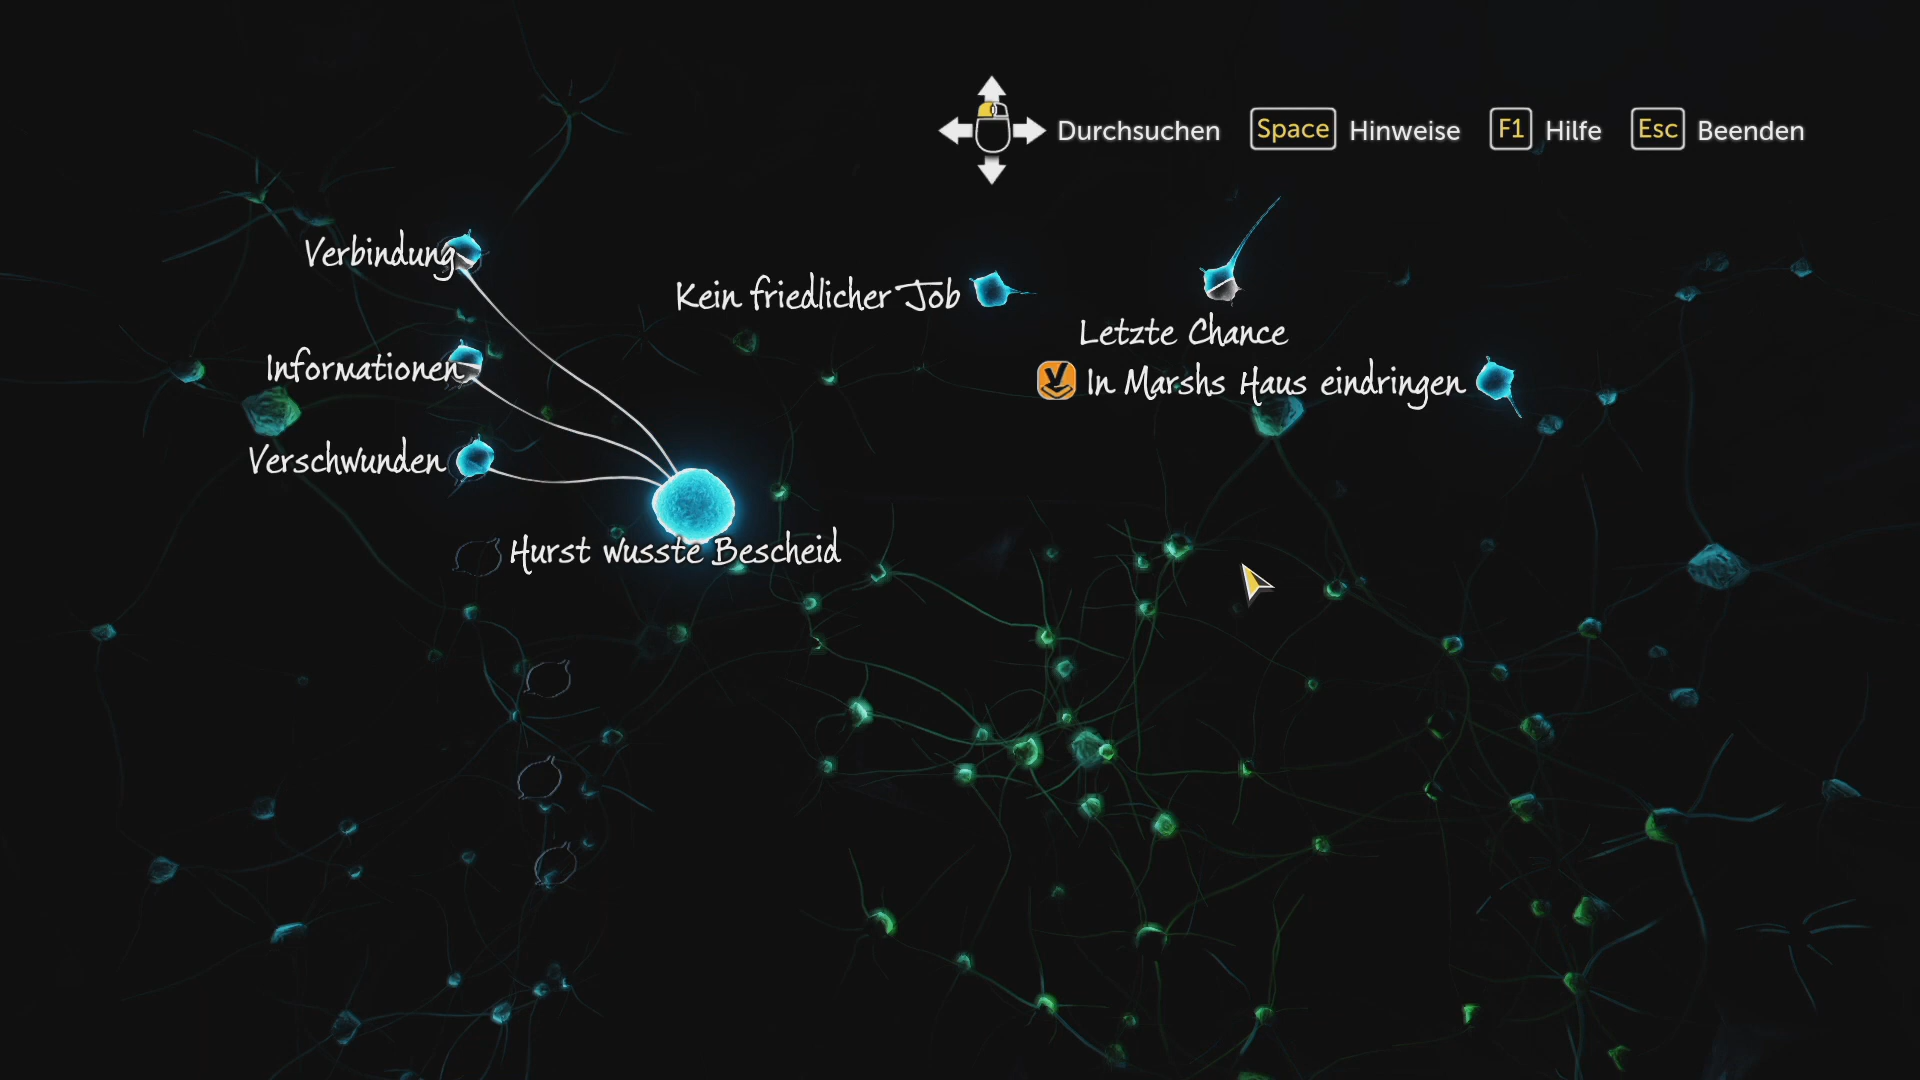 Durchsuchen Space Hinweise F1 Hilfe Esc Beenden
Verbindung
Kein friedlicher Job
Letzte Chance
Informationen
In Marshs Haus eindringen
Verschwunden
Hurst wusste Bescheid